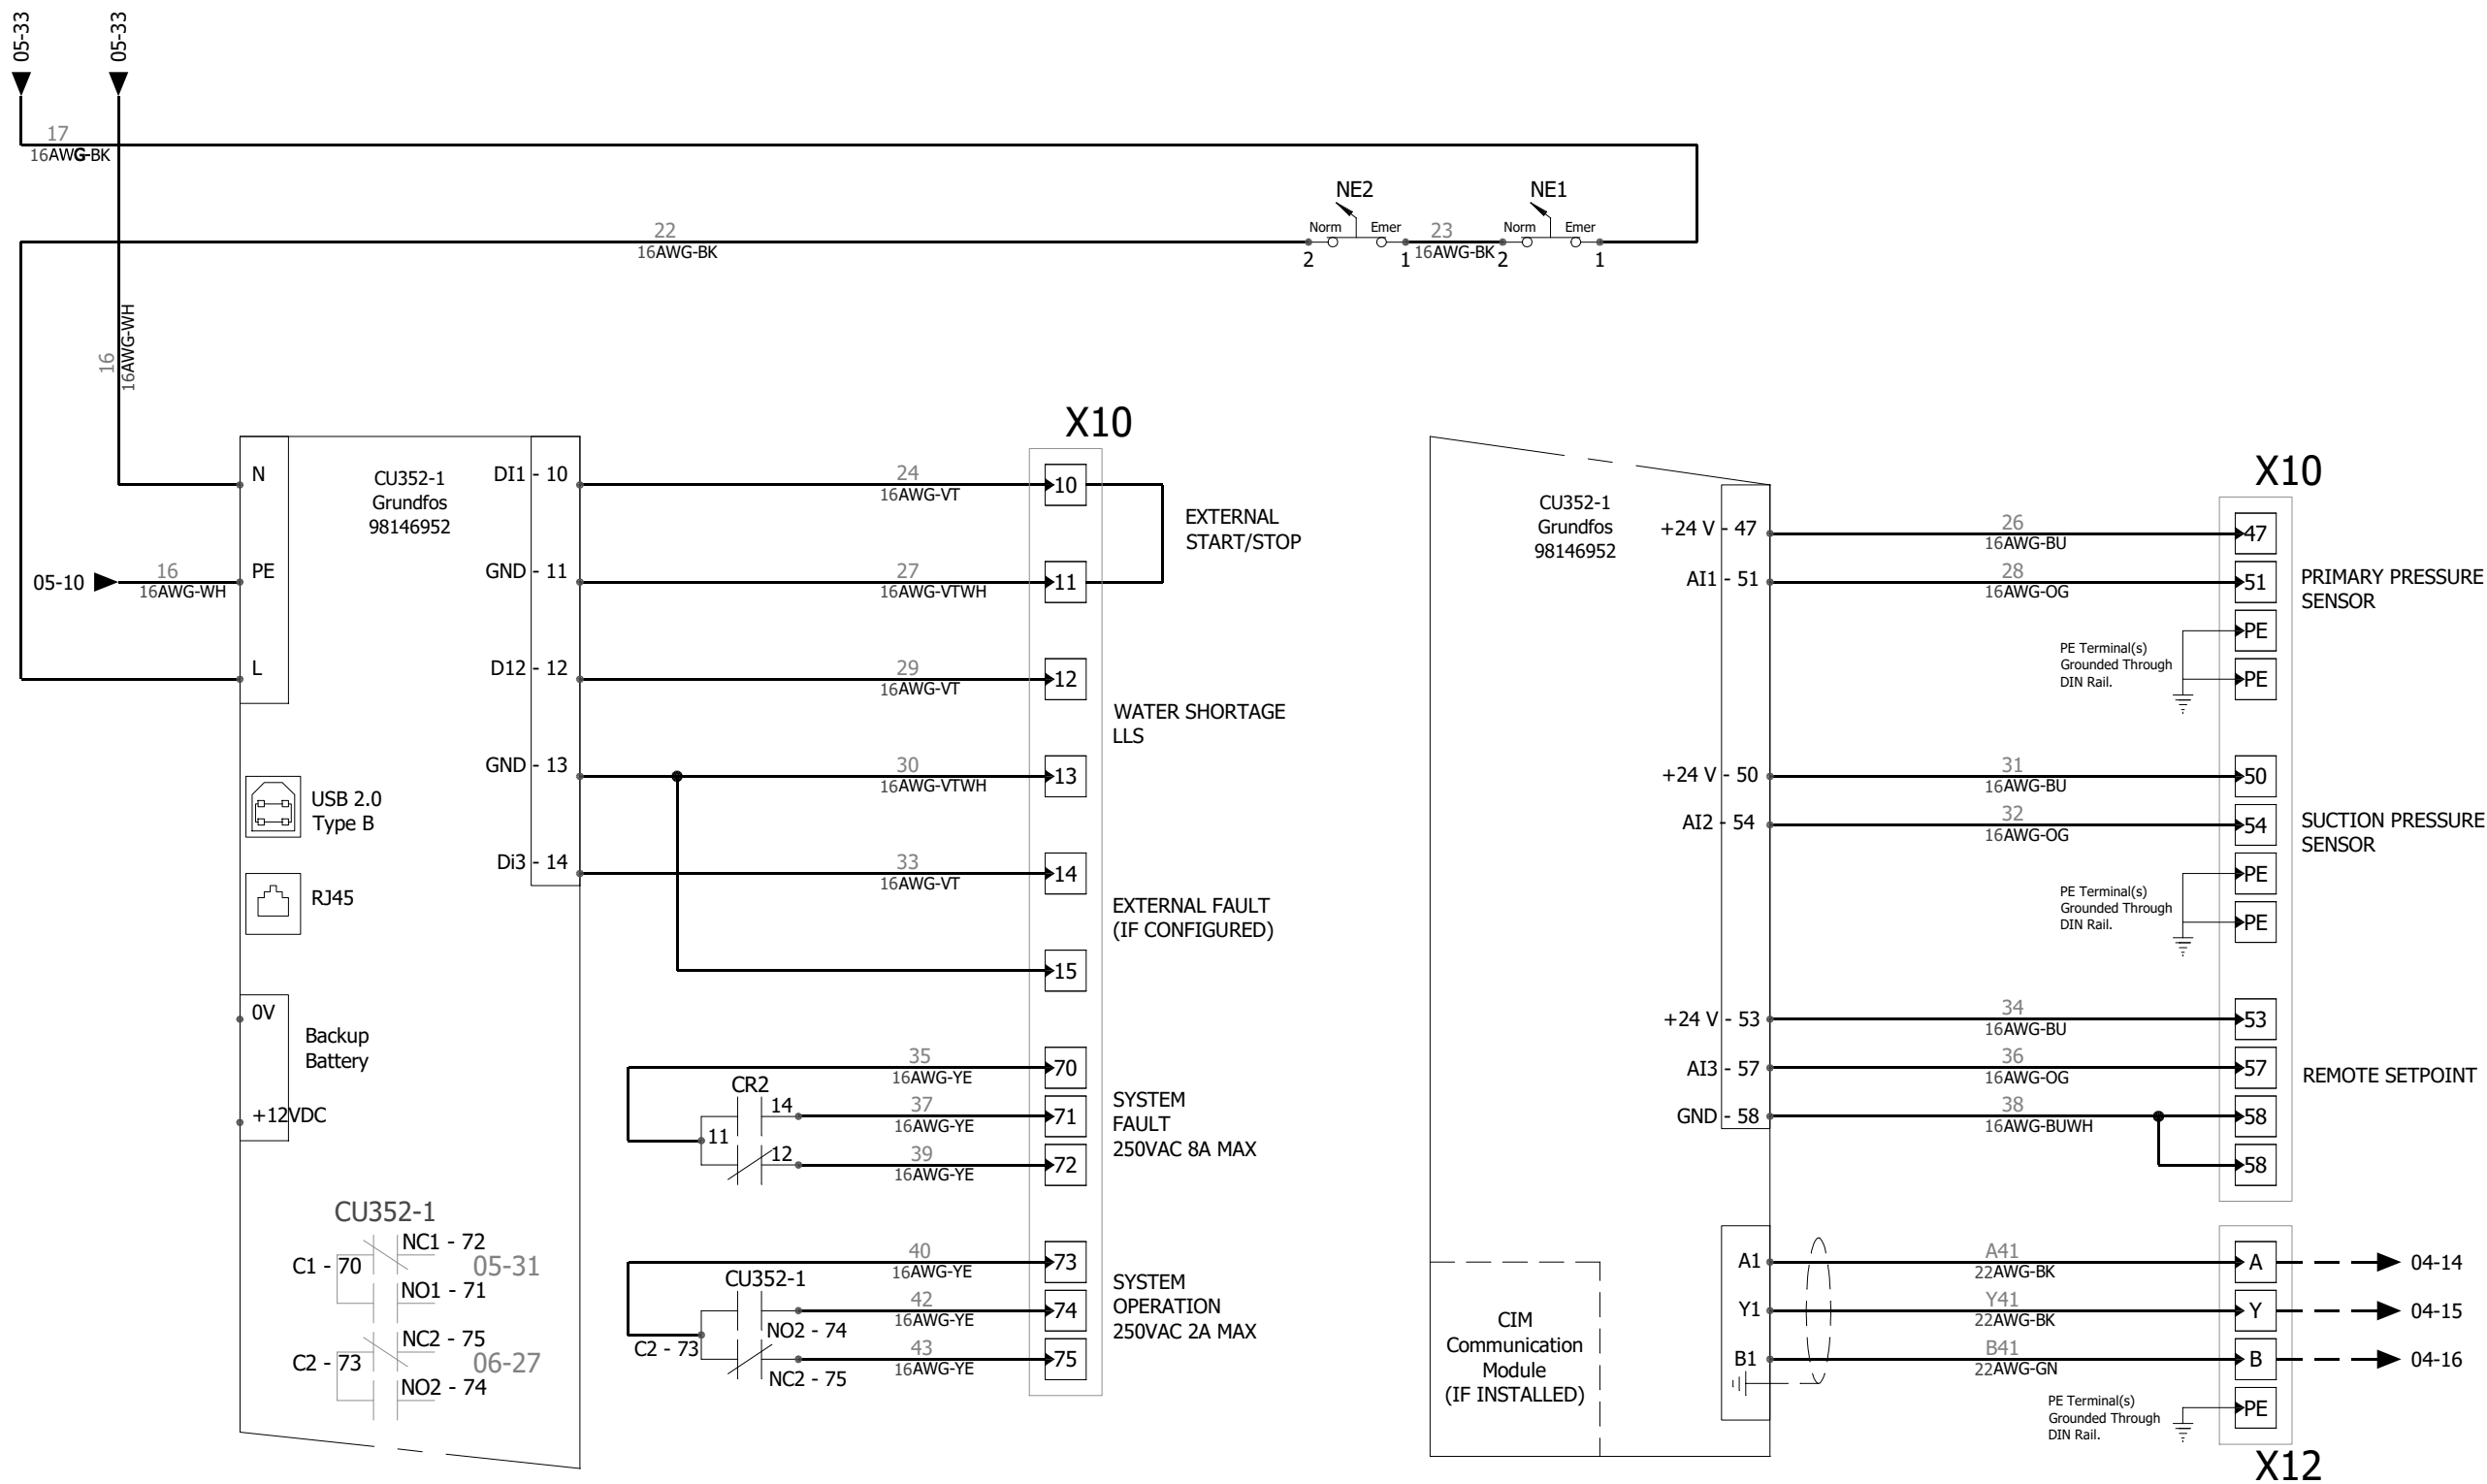 05-33
05-33
17
16AWG-BK
NE2
NE1
Norm
Emer
Norm
Emer
22
16AWG-BK
23
16AWG-BK
2
1
2
1
16
16AWG-WH
X10
N
CU352-1
Grundfos
98146952
DI1 - 10
24
16AWG-VT
10
EXTERNAL
START/STOP
05-10
16
16AWG-WH
PE
GND - 11
27
16AWG-VTWH
11
L
D12 - 12
29
16AWG-VT
12
WATER SHORTAGE
LLS
GND - 13
30
16AWG-VTWH
13
USB 2.0
Type B
Di3 - 14
33
16AWG-VT
14
RJ45
EXTERNAL FAULT
(IF CONFIGURED)
15
0V
Backup
Battery
+12VDC
35
16AWG-YE
70
CR2
14
37
16AWG-YE
71
11
12
39
16AWG-YE
72
SYSTEM
FAULT
250VAC 8A MAX
CU352-1
NC1 - 72
C1 - 70
05-31
NO1 - 71
NC2 - 75
C2 - 73
06-27
NO2 - 74
40
16AWG-YE
73
CU352-1
42
16AWG-YE
74
NO2 - 74
C2 - 73
43
16AWG-YE
75
NC2 - 75
SYSTEM
OPERATION
250VAC 2A MAX
X10
CU352-1
Grundfos
98146952
+24 V - 47
26
16AWG-BU
47
AI1 - 51
28
16AWG-OG
51
PRIMARY PRESSURE
SENSOR
PE
PE Terminal(s)
Grounded Through
DIN Rail.
PE
+24 V - 50
31
16AWG-BU
50
AI2 - 54
32
16AWG-OG
54
SUCTION PRESSURE
SENSOR
PE
PE Terminal(s)
Grounded Through
DIN Rail.
PE
+24 V - 53
34
16AWG-BU
53
AI3 - 57
36
16AWG-OG
57
REMOTE SETPOINT
GND - 58
38
16AWG-BUWH
58
58
A1
A41
22AWG-BK
A
04-14
Y1
Y41
22AWG-BK
Y
04-15
B1
B41
22AWG-GN
B
04-16
CIM
Communication
Module
(IF INSTALLED)
PE Terminal(s)
Grounded Through
DIN Rail.
PE
X12